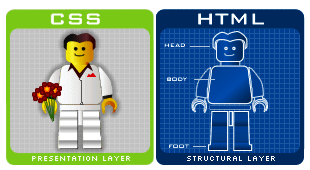 CSS
PRESENTATION LAYER
HTML
HEAD
BODY
FOOT
STRUCTURAL LAYER